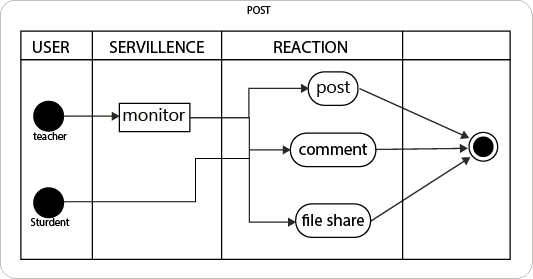 POST
USER SERVILLENCE REACTION
post
monitor
teacher
comment
Sturdent
file share